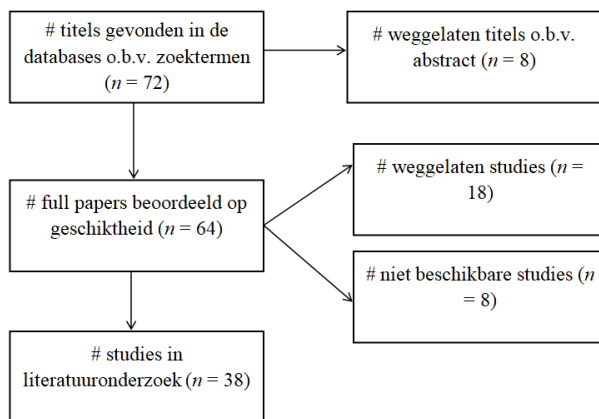 # titels gevonden in de
databases o.b.v. zoektermen
(n = 72)
# weggelaten titels o.b.v.
abstract (n = 8)
# full papers beoordeeld op
geschiktheid (n = 64)
# weggelaten studies (n =
18)
# niet beschikbare studies (n
= 8)
# studies in
literatuuronderzoek (n = 38)